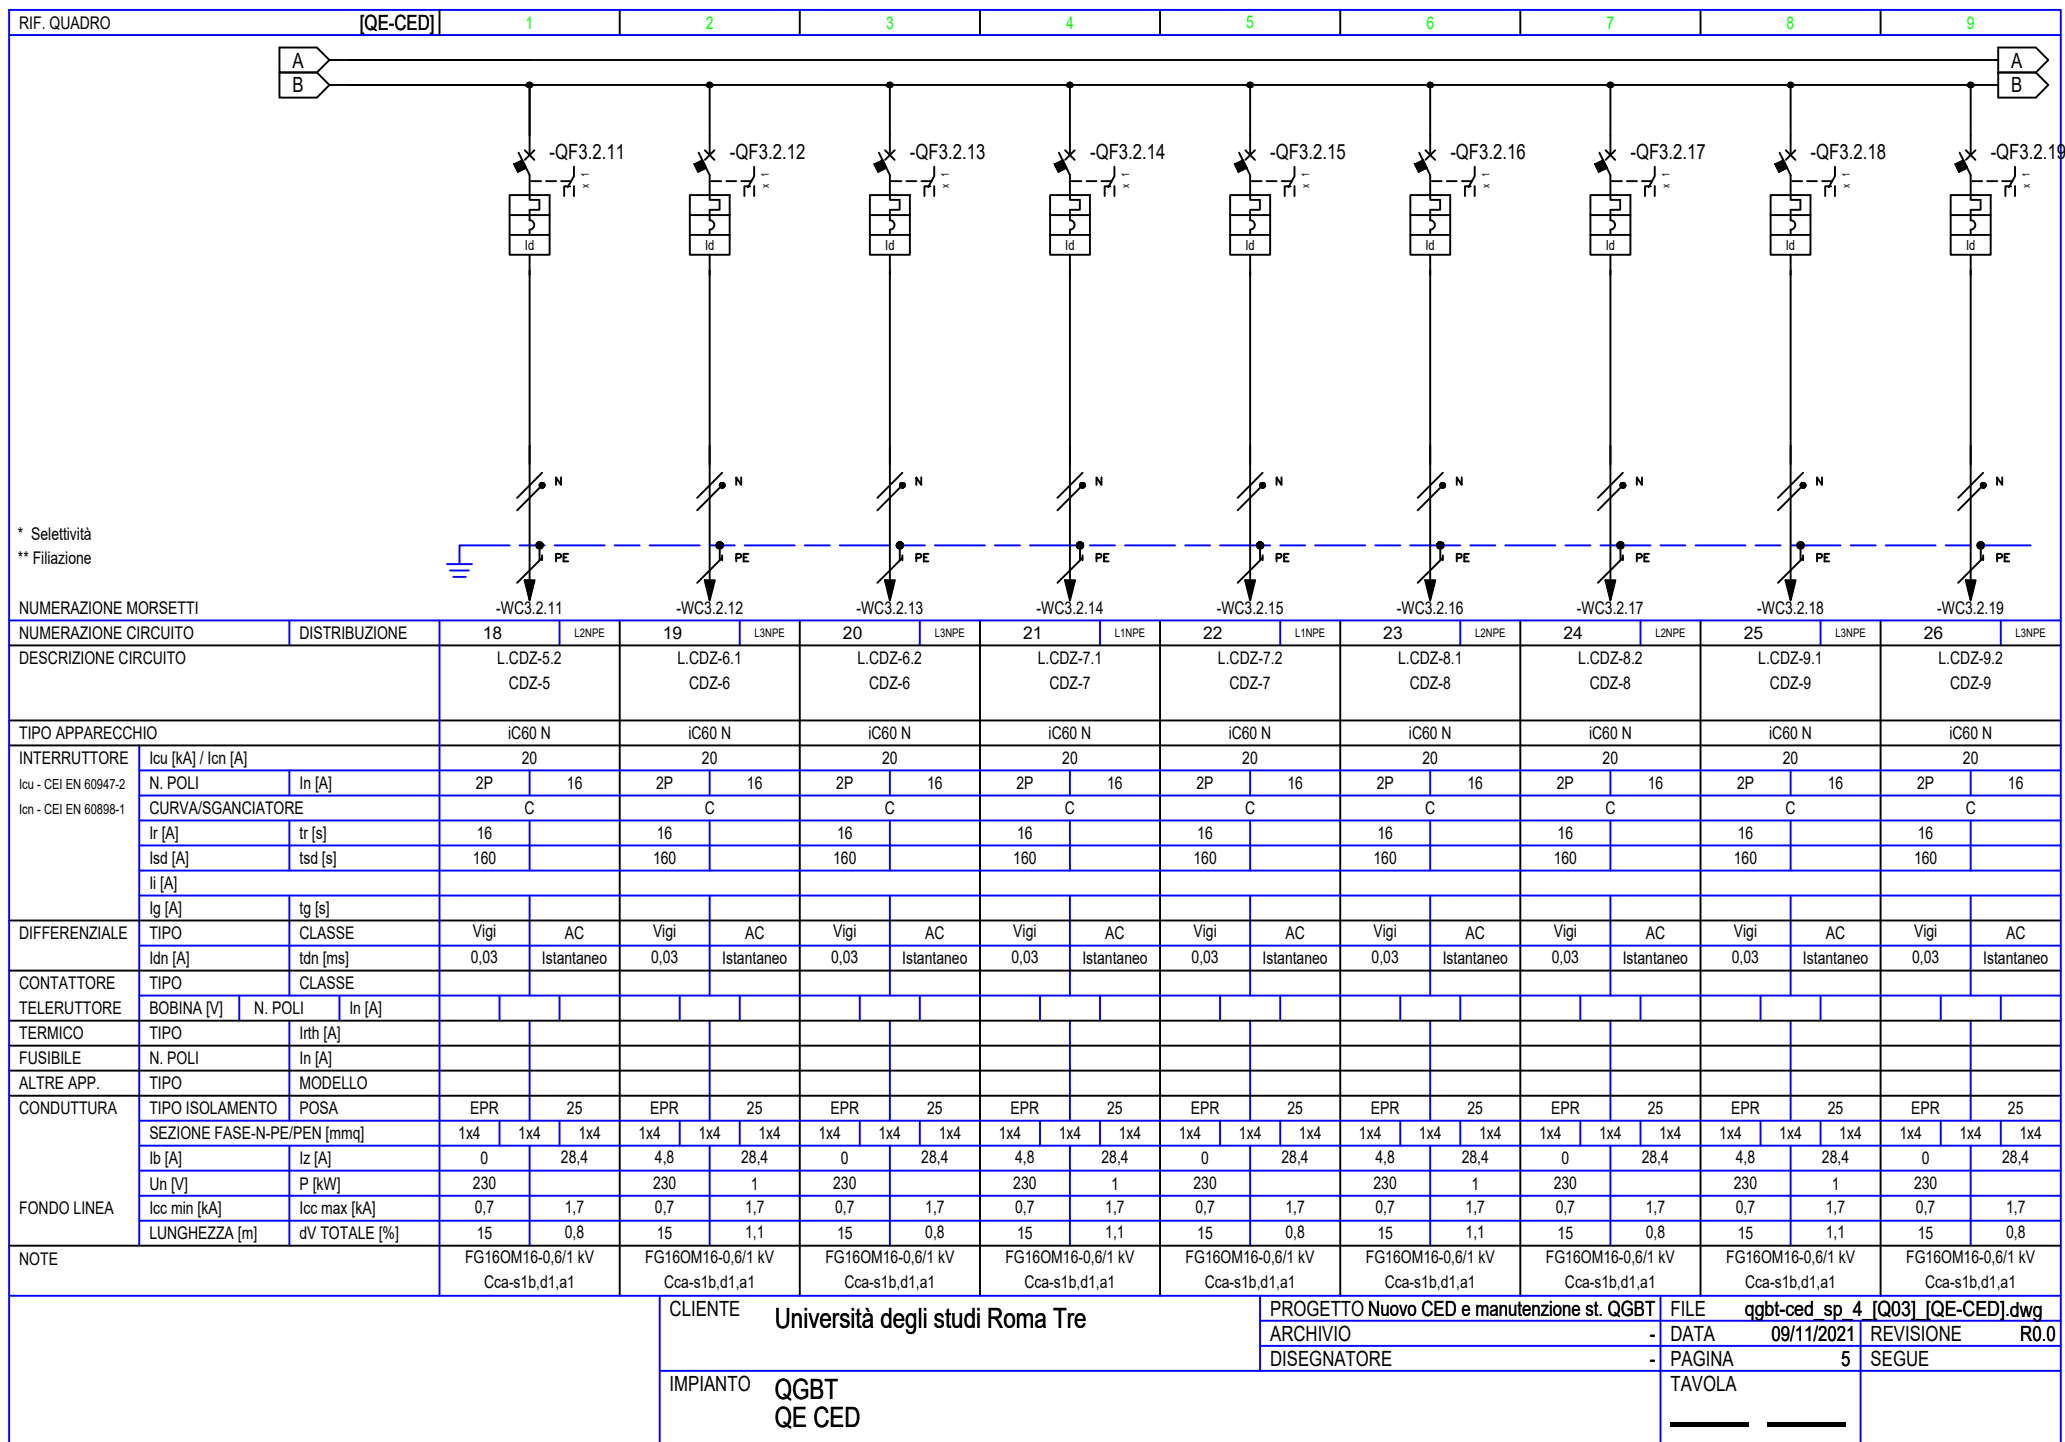 RIF. QUADRO [QE-CED] 1 2 3 4 5 6 7 8 9
A A
B B
-QF3.2.11 -QF3.2.12 -QF3.2.13 -QF3.2.14 -QF3.2.15 -QF3.2.16 -QF3.2.17 -QF3.2.18 -QF3.2.19
x 1 x 1 x 1 x 1 x 1 x 1 x 1 x 1 x 1
Id Id Id Id Id Id Id Id Id
N N N N N N N N N
* Selettività
** Filiazione
PE PE PE PE PE PE PE PE PE
NUMERAZIONE MORSETTI -WC3.2.11 -WC3.2.12 -WC3.2.13 -WC3.2.14 -WC3.2.15 -WC3.2.16 -WC3.2.17 -WC3.2.18 -WC3.2.19
NUMERAZIONE CIRCUITO DISTRIBUZIONE 18 L2NPE 19 L3NPE 20 L3NPE 21 L1NPE 22 L1NPE 23 L2NPE 24 L2NPE 25 L3NPE 26 L3NPE
DESCRIZIONE CIRCUITO L.CDZ-5.2 L.CDZ-6.1 L.CDZ-6.2 L.CDZ-7.1 L.CDZ-7.2 L.CDZ-8.1 L.CDZ-8.2 L.CDZ-9.1 L.CDZ-9.2
CDZ-5 CDZ-6 CDZ-6 CDZ-7 CDZ-7 CDZ-8 CDZ-8 CDZ-9 CDZ-9
TIPO APPARECCHIO iC60 N iC60 N iC60 N iC60 N iC60 N iC60 N iC60 N iC60 N iC60 N
INTERRUTTORE Icu [kA] / Icn [A] 20 20 20 20 20 20 20 20 20
Icu - CEI EN 60947-2 N. POLI In [A] 2P 16 2P 16 2P 16 2P 16 2P 16 2P 16 2P 16 2P 16 2P 16
Icn - CEI EN 60898-1 CURVA/SGANCIATORE C C C C C C C C C
Ir [A] tr [s] 16 16 16 16 16 16 16 16 16
Isd [A] tsd [s] 160 160 160 160 160 160 160 160 160
Ii [A]
Ig [A] tg [s]
DIFFERENZIALE TIPO CLASSE Vigi AC Vigi AC Vigi AC Vigi AC Vigi AC Vigi AC Vigi AC Vigi AC Vigi AC
Idn [A] tdn [ms] 0,03 Istantaneo 0,03 Istantaneo 0,03 Istantaneo 0,03 Istantaneo 0,03 Istantaneo 0,03 Istantaneo 0,03 Istantaneo 0,03 Istantaneo 0,03 Istantaneo
CONTATTORE TIPO CLASSE
TELERUTTORE BOBINA [V] N. POLI In [A]
TERMICO TIPO Irth [A]
FUSIBILE N. POLI In [A]
ALTRE APP. TIPO MODELLO
CONDUTTURA TIPO ISOLAMENTO POSA EPR 25 EPR 25 EPR 25 EPR 25 EPR 25 EPR 25 EPR 25 EPR 25 EPR 25
SEZIONE FASE-N-PE/PEN [mmq] 1x4 1x4 1x4 1x4 1x4 1x4 1x4 1x4 1x4 1x4 1x4 1x4 1x4 1x4 1x4 1x4 1x4 1x4 1x4 1x4 1x4 1x4 1x4 1x4 1x4 1x4 1x4
Ib [A] Iz [A] 0 28,4 4,8 28,4 0 28,4 4,8 28,4 0 28,4 4,8 28,4 0 28,4 4,8 28,4 0 28,4
Un [V] P [kW] 230 230 1 230 230 1 230 230 1 230 230 1 230
FONDO LINEA Icc min [kA] Icc max [kA] 0,7 1,7 0,7 1,7 0,7 1,7 0,7 1,7 0,7 1,7 0,7 1,7 0,7 1,7 0,7 1,7 0,7 1,7
LUNGHEZZA [m] dV TOTALE [%] 15 0,8 15 1,1 15 0,8 15 1,1 15 0,8 15 1,1 15 0,8 15 1,1 15 0,8
NOTE FG16OM16-0,6/1 kV FG16OM16-0,6/1 kV FG16OM16-0,6/1 kV FG16OM16-0,6/1 kV FG16OM16-0,6/1 kV FG16OM16-0,6/1 kV FG16OM16-0,6/1 kV FG16OM16-0,6/1 kV FG16OM16-0,6/1 kV
Cca-s1b,d1,a1 Cca-s1b,d1,a1 Cca-s1b,d1,a1 Cca-s1b,d1,a1 Cca-s1b,d1,a1 Cca-s1b,d1,a1 Cca-s1b,d1,a1 Cca-s1b,d1,a1 Cca-s1b,d1,a1
CLIENTE Università degli studi Roma Tre PROGETTO Nuovo CED e manutenzione st. QGBT FILE qgbt-ced_sp_4_[Q03]_[QE-CED].dwg
ARCHIVIO - DATA 09/11/2021 REVISIONE R0.0
DISEGNATORE - PAGINA 5 SEGUE
IMPIANTO QGBT TAVOLA
QE CED